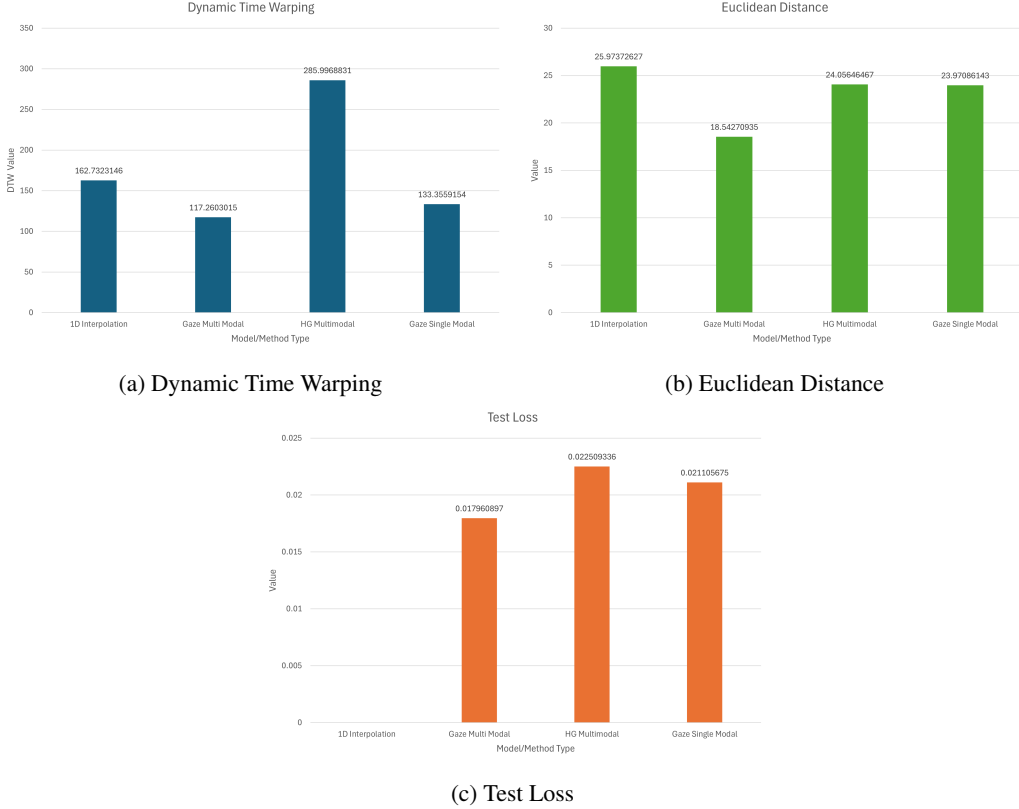 Dynamic Time Warping
350
300
250
200
150
100
50
0
DTW Value
162.7323146
117.2603015
285.9968831
133.3559154
1D Interpolation
Gaze Multi Modal
HG Multimodal
Gaze Single Modal
Model/Method Type
(a) Dynamic Time Warping
Euclidean Distance
30
25
20
15
10
5
0
Value
25.97372627
18.54270935
24.05646467
23.97086143
1D Interpolation
Gaze Multi Modal
HG Multimodal
Gaze Single Modal
Model/Method Type
(b) Euclidean Distance
Test Loss
0.025
0.02
0.015
0.01
0.005
0
Value
0.017960897
0.022509336
0.021105675
1D Interpolation
Gaze Multi Modal
HG Multimodal
Gaze Single Modal
Model/Method Type
(c) Test Loss